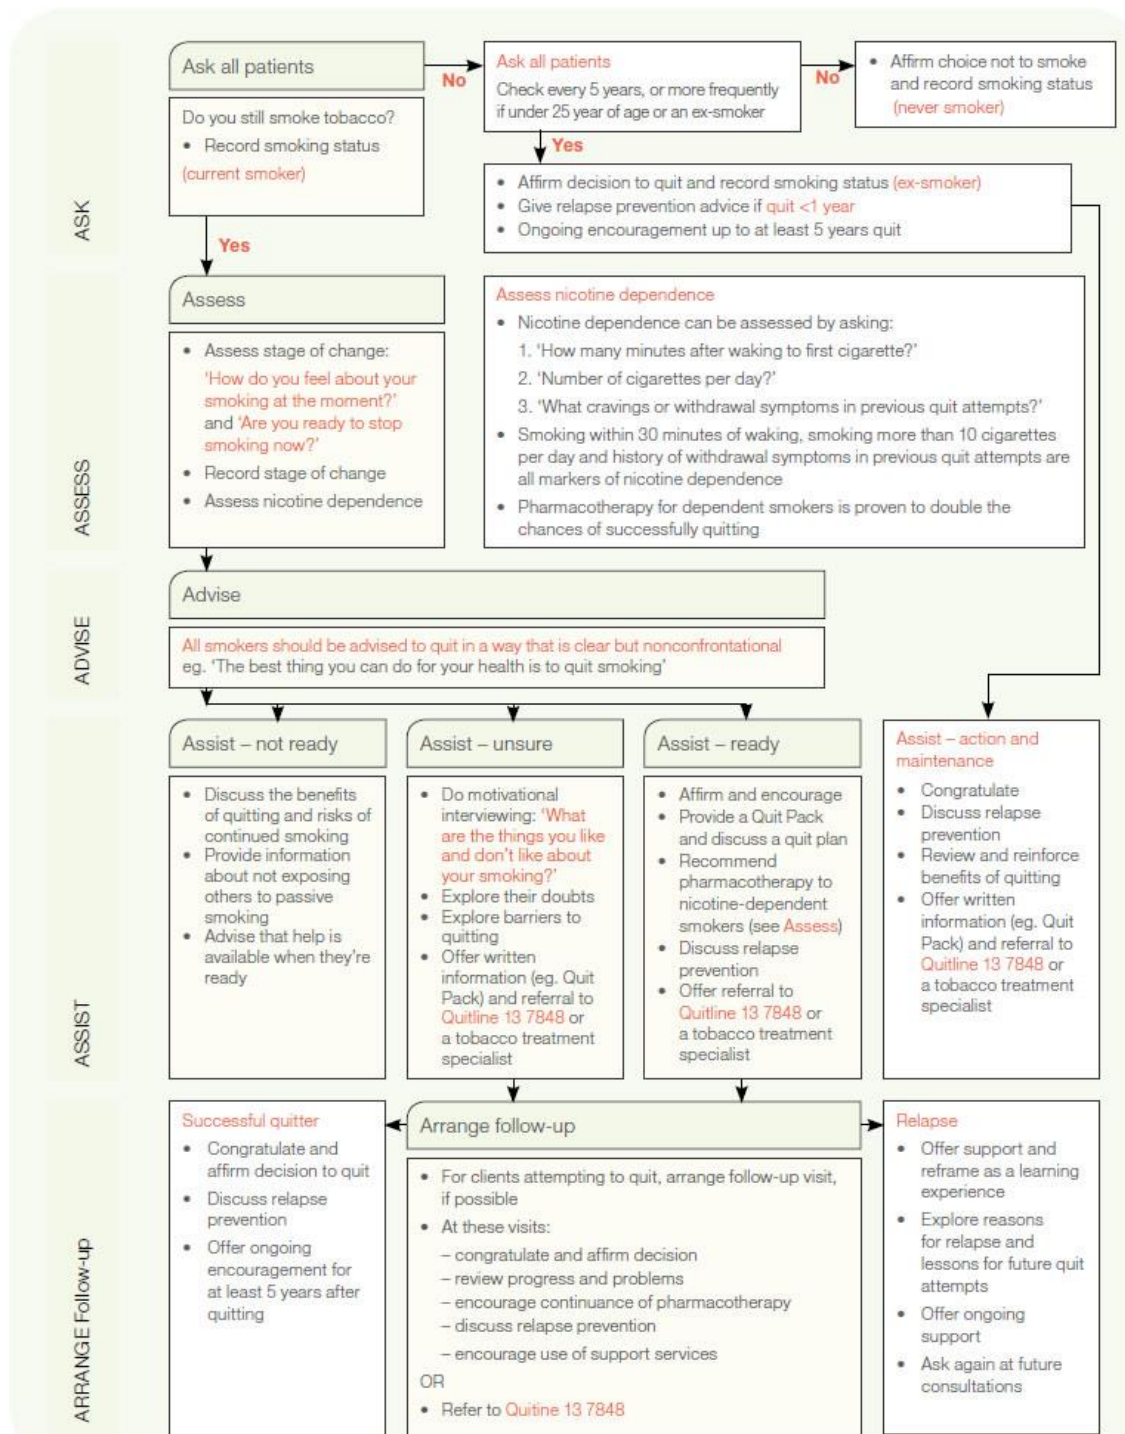 ASK
Ask all patients
Do you still smoke tobacco?
• Record smoking status
(current smoker)
No
Ask all patients
Check every 5 years, or more frequently
if under 25 year of age or an ex-smoker
No
• Affirm choice not to smoke
and record smoking status
(never smoker)
Yes
• Affirm decision to quit and record smoking status (ex-smoker)
• Give relapse prevention advice if quit <1 year
• Ongoing encouragement up to at least 5 years quit
Yes
ASSESS
Assess
• Assess stage of change:
‘How do you feel about your
smoking at the moment?’
and ‘Are you ready to stop
smoking now?’
• Record stage of change
• Assess nicotine dependence
Assess nicotine dependence
• Nicotine dependence can be assessed by asking:
1. ‘How many minutes after waking to first cigarette?’
2. ‘Number of cigarettes per day?’
3. ‘What cravings or withdrawal symptoms in previous quit attempts?’
• Smoking within 30 minutes of waking, smoking more than 10 cigarettes
per day and history of withdrawal symptoms in previous quit attempts are
all markers of nicotine dependence
• Pharmacotherapy for dependent smokers is proven to double the
chances of successfully quitting
ADVISE
Advise
All smokers should be advised to quit in a way that is clear but nonconfrontational
eg. ‘The best thing you can do for your health is to quit smoking’
ASSIST
Assist – not ready
• Discuss the benefits
of quitting and risks of
continued smoking
• Provide information
about not exposing
others to passive
smoking
• Advise that help is
available when they’re
ready
Assist – unsure
• Do motivational
interviewing: ‘What
are the things you like
and don’t like about
your smoking?’
• Explore their doubts
• Explore barriers to
quitting
• Offer written
information (eg. Quit
Pack) and referral to
Quitline 13 7848 or
a tobacco treatment
specialist
Assist – ready
• Affirm and encourage
• Provide a Quit Pack
and discuss a quit plan
• Recommend
pharmacotherapy to
nicotine-dependent
smokers (see Assess)
• Discuss relapse
prevention
• Offer referral to
Quitline 13 7848 or
a tobacco treatment
specialist
Assist – action and
maintenance
• Congratulate
• Discuss relapse
prevention
• Review and reinforce
benefits of quitting
• Offer written
information (eg. Quit
Pack) and referral to
Quitline 13 7848 or
a tobacco treatment
specialist
ARRANGE Follow-up
Successful quitter
• Congratulate and
affirm decision to quit
• Discuss relapse
prevention
• Offer ongoing
encouragement for
at least 5 years after
quitting
Arrange follow-up
• For clients attempting to quit, arrange follow-up visit,
if possible
• At these visits:
– congratulate and affirm decision
– review progress and problems
– encourage continuance of pharmacotherapy
– discuss relapse prevention
– encourage use of support services
OR
• Refer to Quitine 13 7848
Relapse
• Offer support and
reframe as a learning
experience
• Explore reasons
for relapse and
lessons for future quit
attempts
• Offer ongoing
support
• Ask again at future
consultations